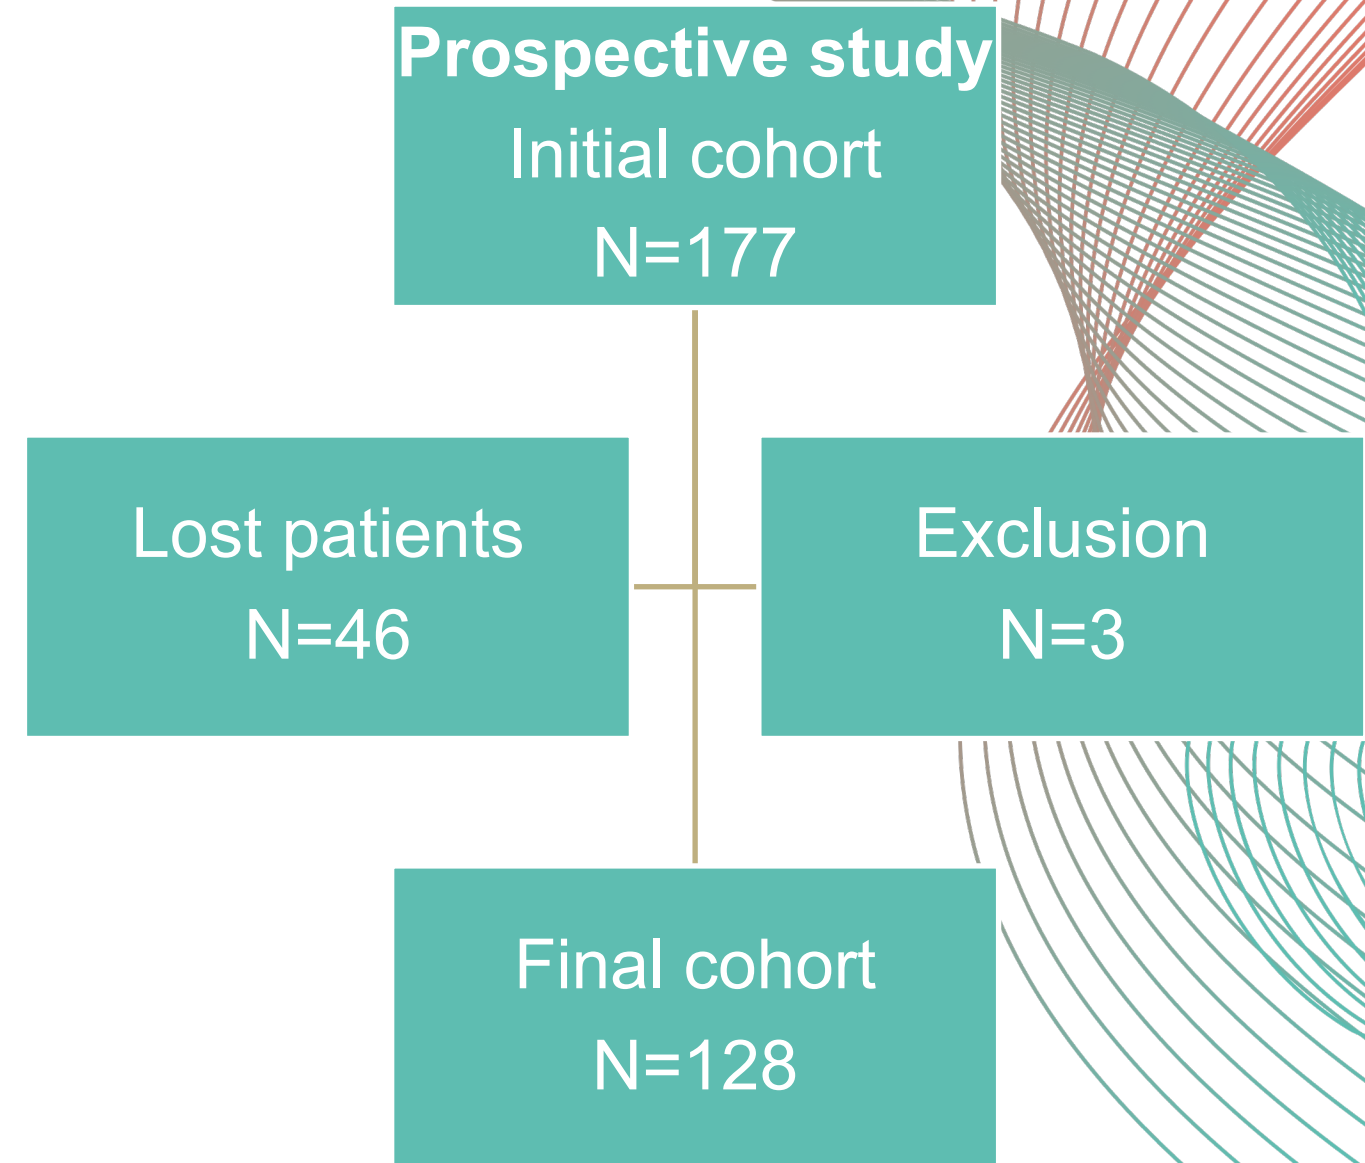 Prospective study
Initial cohort
N=177
Lost patients
N=46
Exclusion
N=3
Final cohort
N=128